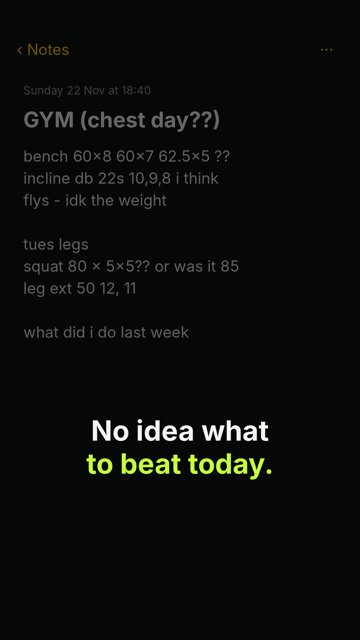 ‹ Notes
...
Sunday 22 Nov at 18:40
GYM (chest day??)
bench 60×8 60×7 62.5×5 ??
incline db 22s 10,9,8 i think
flys - idk the weight
tues legs
squat 80 × 5×5?? or was it 85
leg ext 50 12, 11
what did i do last week
No idea what
to beat today.